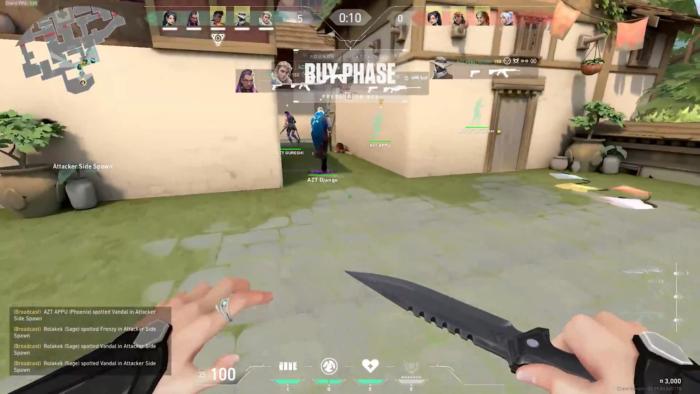 5
0:10
0
BUY PHASE
Attacker Side Spawn
AZT APPU
AZT Django
(Broadcast) AZT APPU (Phoenix) spotted Vandal in Attacker
Side Spawn
(Broadcast) Rolakek (Sage) spotted Frenzy in Attacker Side
Spawn
(Broadcast) Rolakek (Sage) spotted Vandal in Attacker Side
Spawn
(Broadcast) Rolakek (Sage) spotted Vandal in Attacker Side
Spawn
25 100
C
Q
E
X
3,000